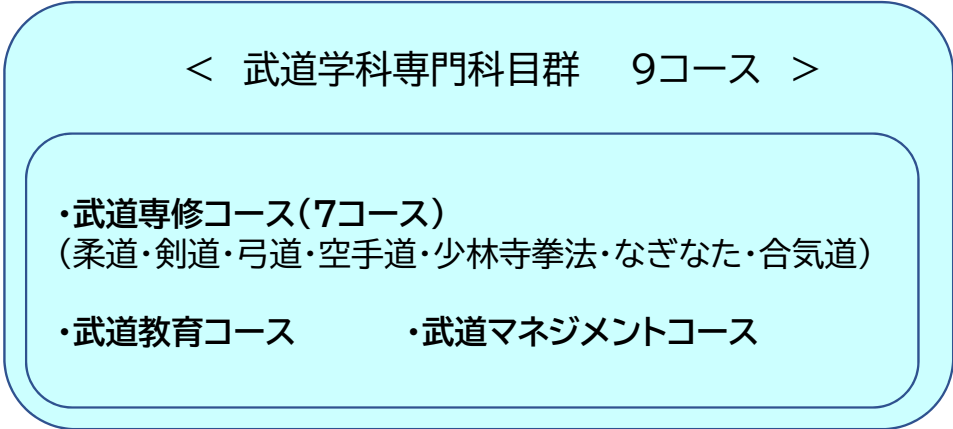 < 武道学科専門科目群 9コース >
・武道専修コース(7コース)
(柔道・剣道・弓道・空手道・少林寺拳法・なぎなた・合気道)
・武道教育コース ・武道マネジメントコース